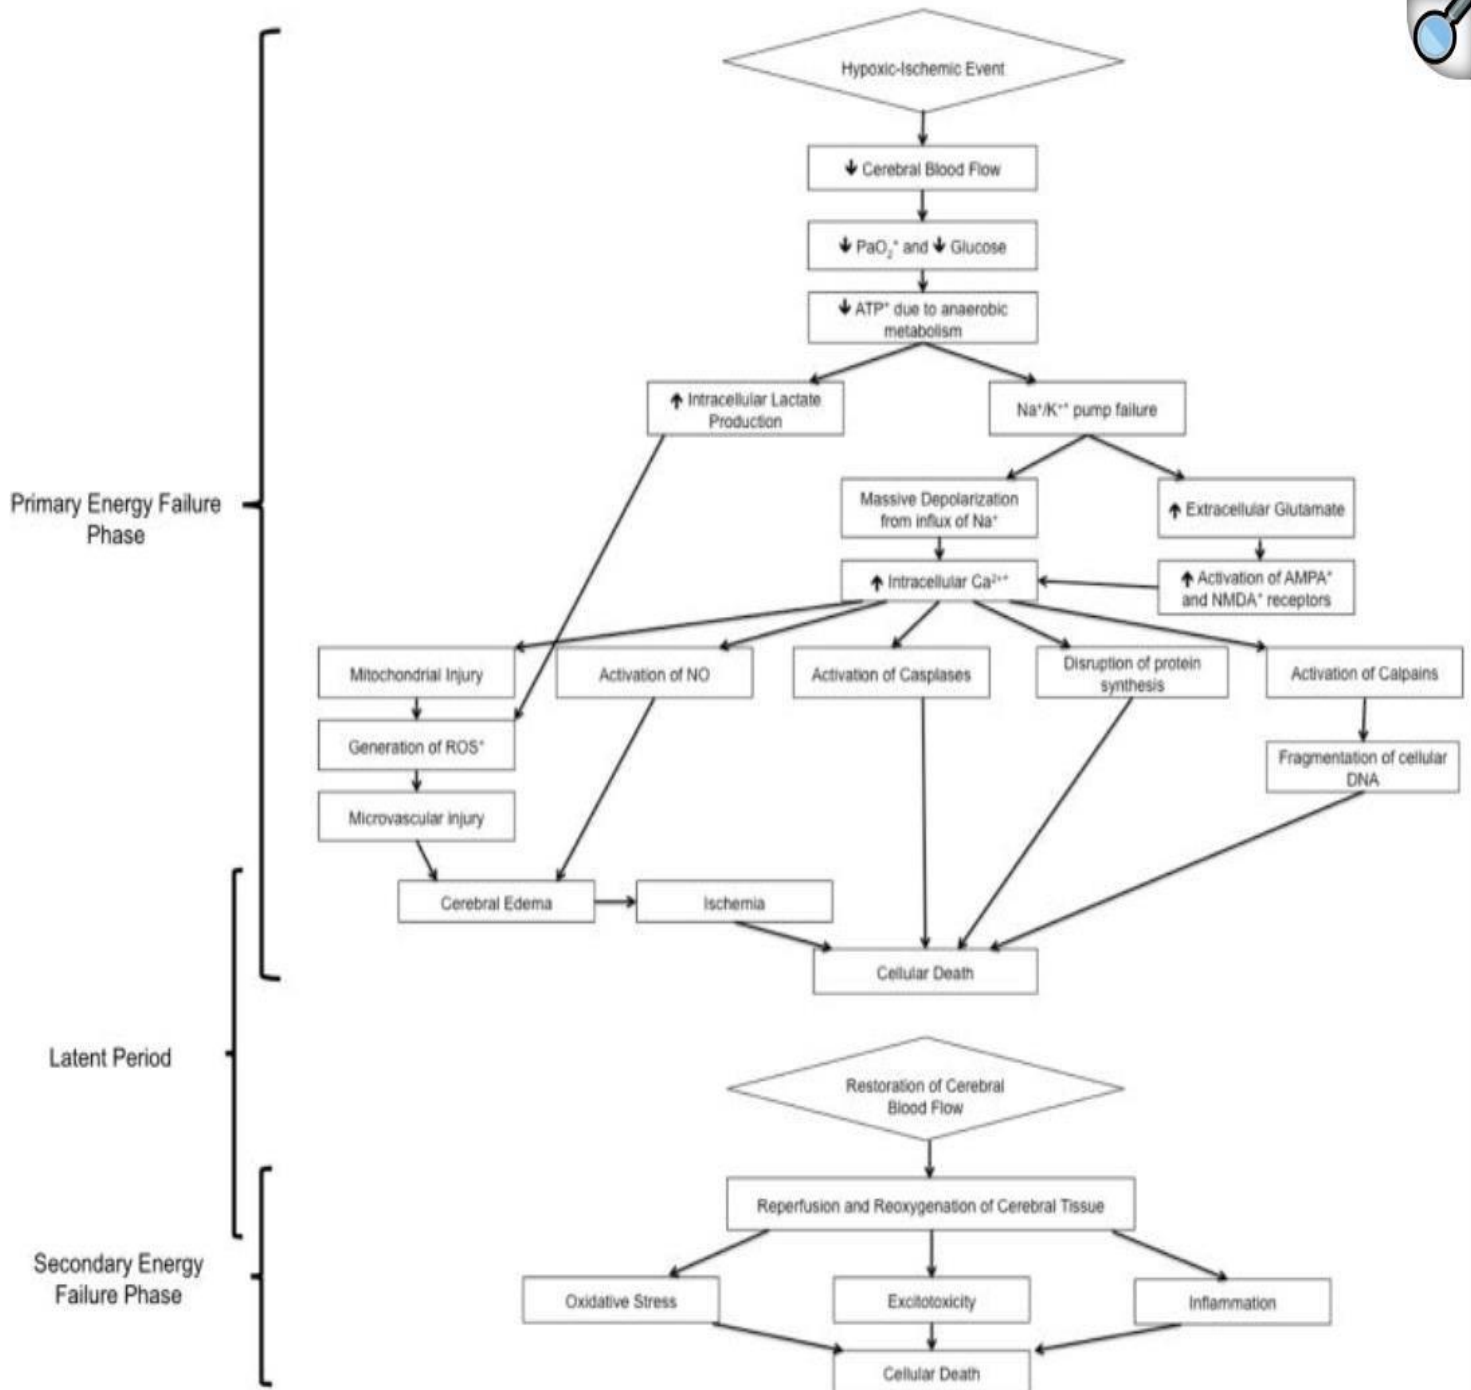 Hypoxic-Ischemic Event
↓ Cerebral Blood Flow
↓ PaO₂* and ↓ Glucose
↓ ATP* due to anaerobic
metabolism
↑ Intracellular Lactate
Production
Na⁺/K⁺* pump failure
Primary Energy Failure
Phase
Massive Depolarization
from influx of Na⁺
↑ Extracellular Glutamate
↑ Intracellular Ca²⁺*
↑ Activation of AMPA*
and NMDA* receptors
Mitochondrial Injury
Activation of NO
Activation of Casplases
Disruption of protein
synthesis
Activation of Calpains
Generation of ROS*
Fragmentation of cellular
DNA
Microvascular injury
Cerebral Edema
Ischemia
Cellular Death
Latent Period
Restoration of Cerebral
Blood Flow
Reperfusion and Reoxygenation of Cerebral Tissue
Secondary Energy
Failure Phase
Oxidative Stress
Excitotoxicity
Inflammation
Cellular Death